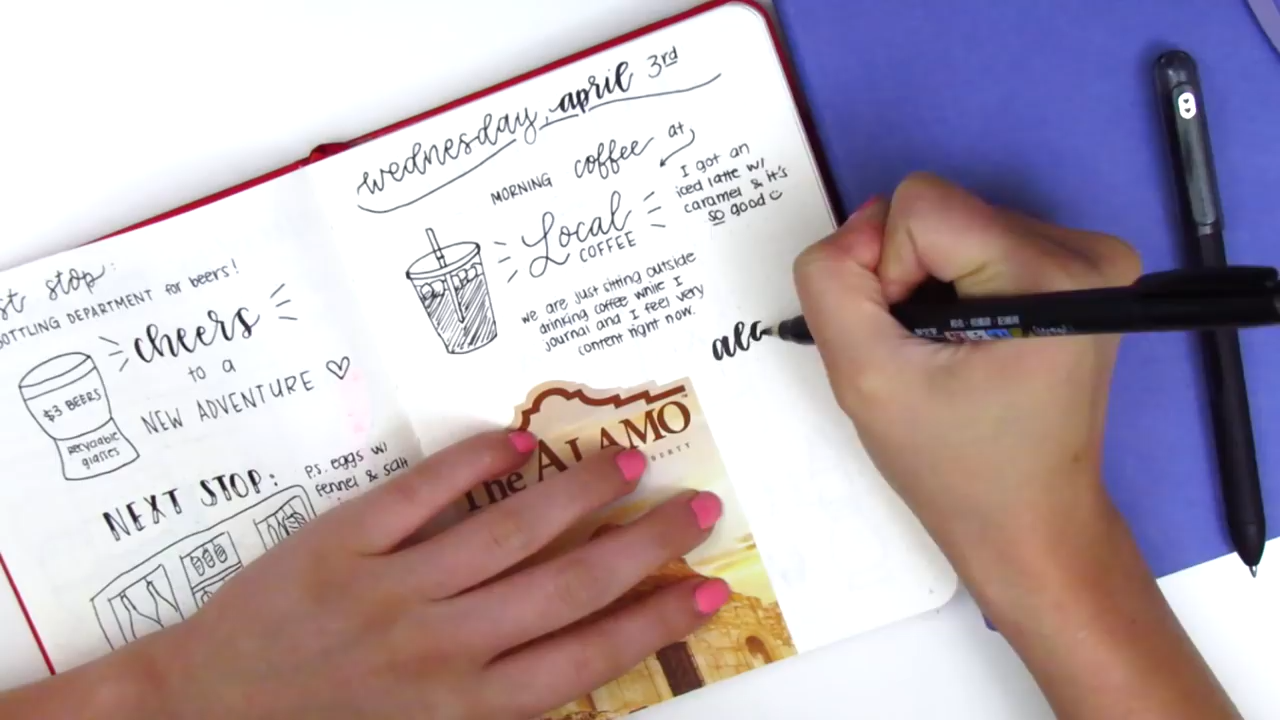 st stop:
BOTTLING DEPARTMENT for beers!
cheers
to a
NEW ADVENTURE
$3 BEERS
recyclable
glasses
NEXT STOP:
p.s. eggs w/
fennel & salt
wednesday, april 3rd
MORNING coffee at
Local
COFFEE
I got an
iced latte w/
caramel & it's
so good
we are just sitting outside
drinking coffee while I
journal and I feel very
content right now.
The ALAMO™
BERTY